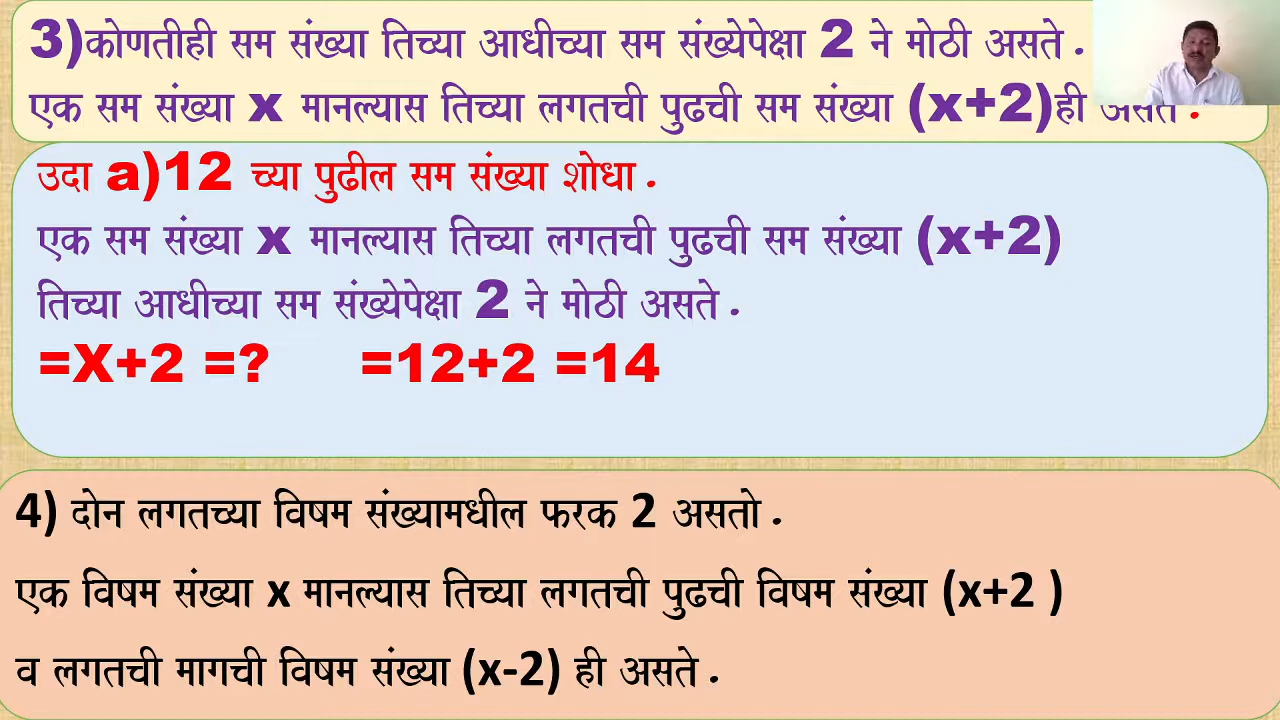 3)कोणतीही सम संख्या तिच्या आधीच्या सम संख्येपेक्षा 2 ने मोठी असते .
एक सम संख्या x मानल्यास तिच्या लगतची पुढची सम संख्या (x+2)ही असते .
उदा a)12 च्या पुढील सम संख्या शोधा .
एक सम संख्या x मानल्यास तिच्या लगतची पुढची सम संख्या (x+2)
तिच्या आधीच्या सम संख्येपेक्षा 2 ने मोठी असते .
=X+2 =? =12+2 =14
4) दोन लगतच्या विषम संख्यामधील फरक 2 असतो .
एक विषम संख्या x मानल्यास तिच्या लगतची पुढची विषम संख्या (x+2 )
व लगतची मागची विषम संख्या (x-2) ही असते .